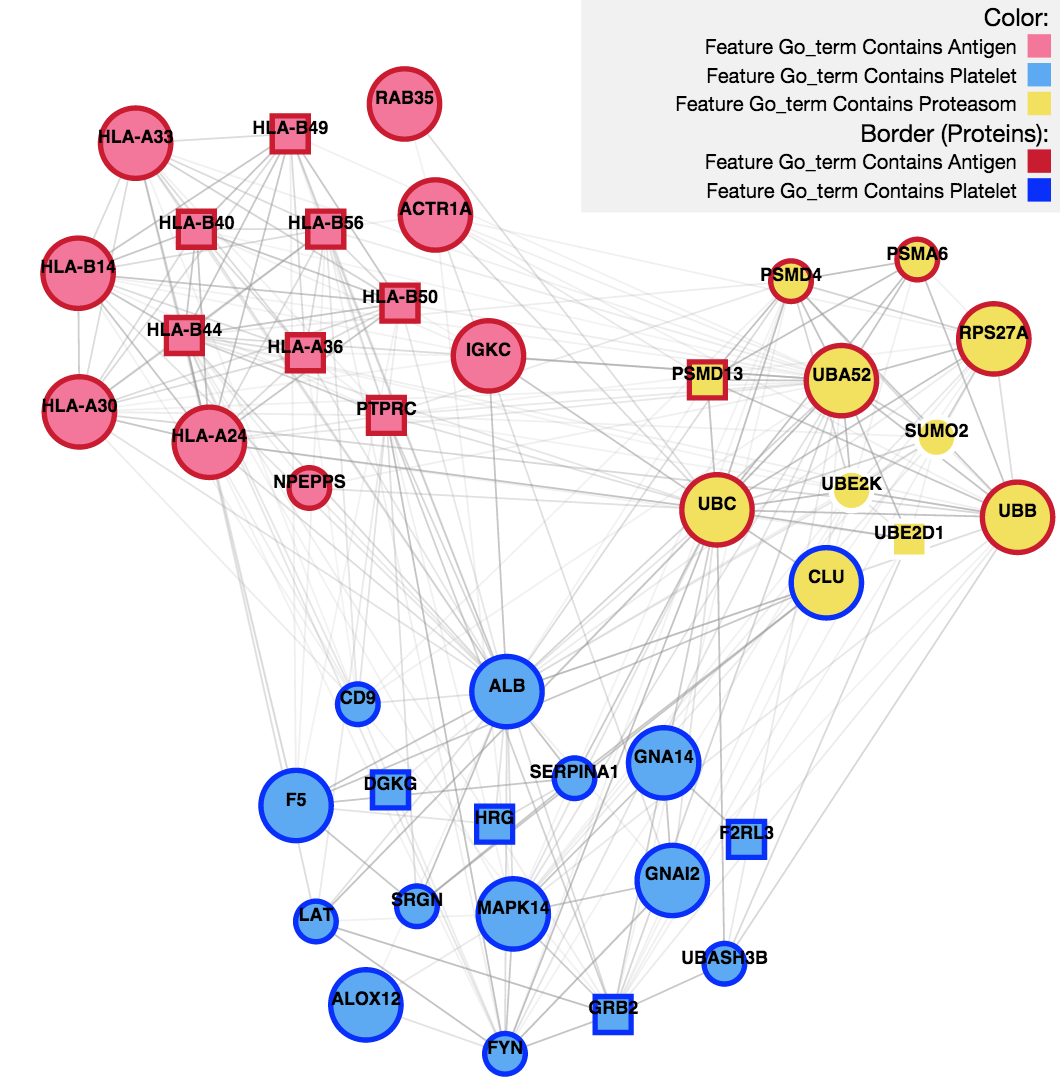 Color:
Feature Go_term Contains Antigen
Feature Go_term Contains Platelet
Feature Go_term Contains Proteasom
Border (Proteins):
Feature Go_term Contains Antigen
Feature Go_term Contains Platelet
RAB35
HLA-A33
HLA-B49
ACTR1A
HLA-B40
HLA-B56
HLA-B14
HLA-B50
HLA-B44
HLA-A36
IGKC
HLA-A30
PTPRC
HLA-A24
NPEPPS
PSMA6
PSMD4
RPS27A
PSMD13
UBA52
SUMO2
UBE2K
UBC
UBB
UBE2D1
CLU
ALB
CD9
GNA14
SERPINA1
DGKG
F5
HRG
F2RL3
GNAI2
SRGN
MAPK14
LAT
UBASH3B
ALOX12
GRB2
FYN